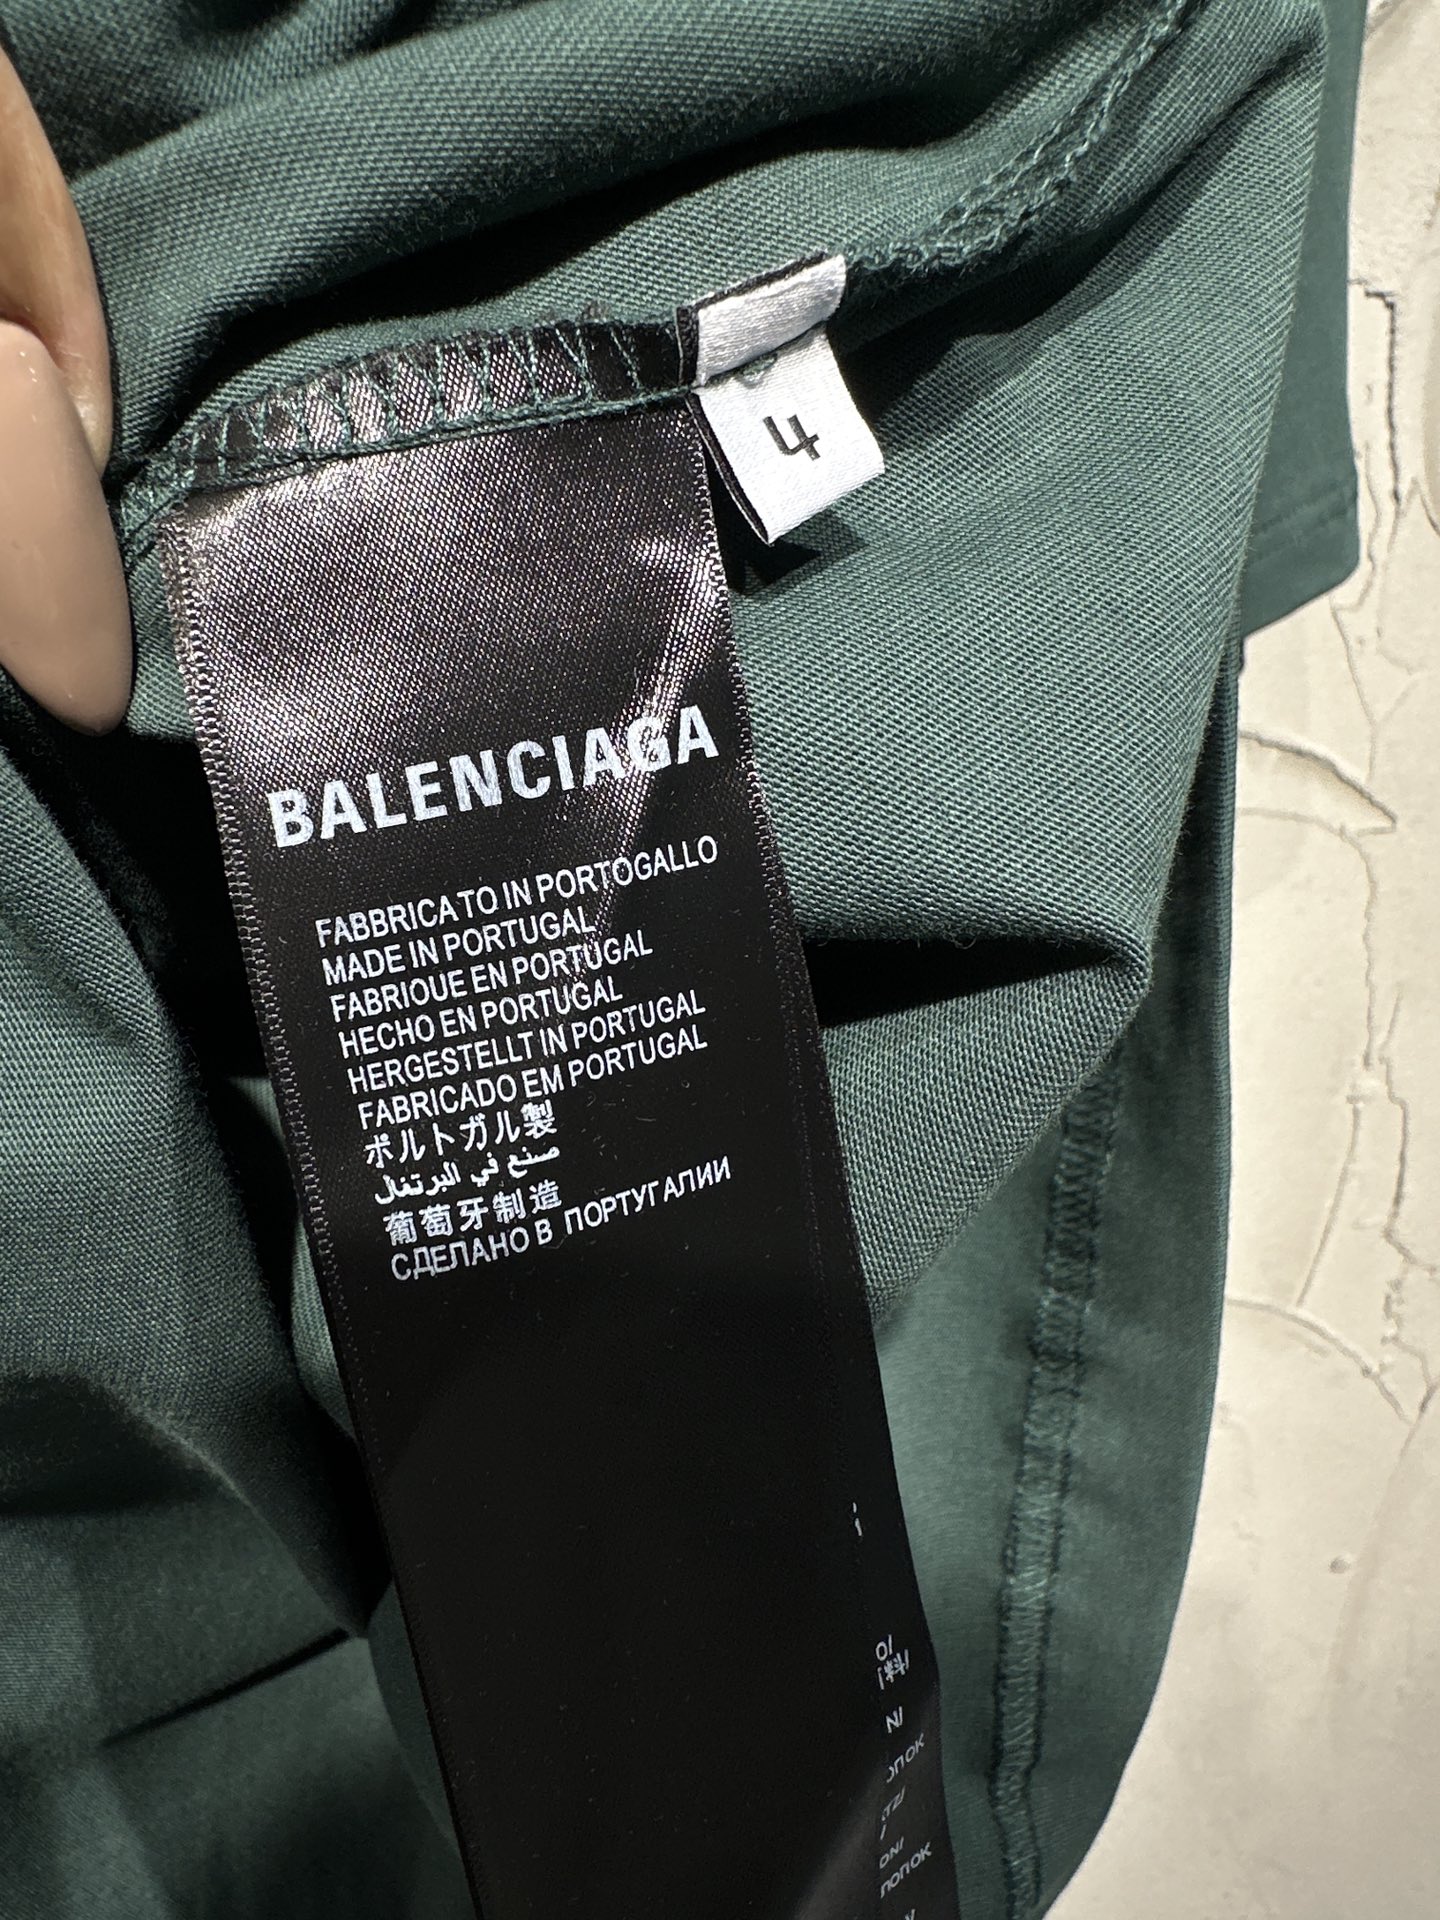 4
BALENCIAGA
FABBRICATO IN PORTOGALLO
MADE IN PORTUGAL
FABRIOUE EN PORTUGAL
HECHO EN PORTUGAL
HERGESTELLT IN PORTUGAL
FABRICADO EM PORTUGAL
ポルトガル製
صنع في البرتغال
葡萄牙制造
СДЕЛАНО В ПОРТУГАЛИИ